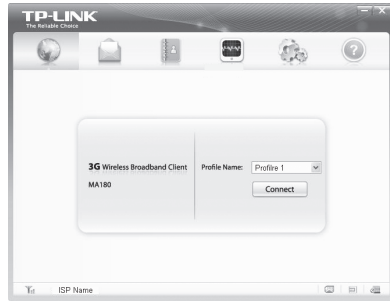 TP-LINK
The Reliable Choice
?
3G Wireless Broadband Client
MA180
Profile Name:
Profilre 1
Connect
ISP Name